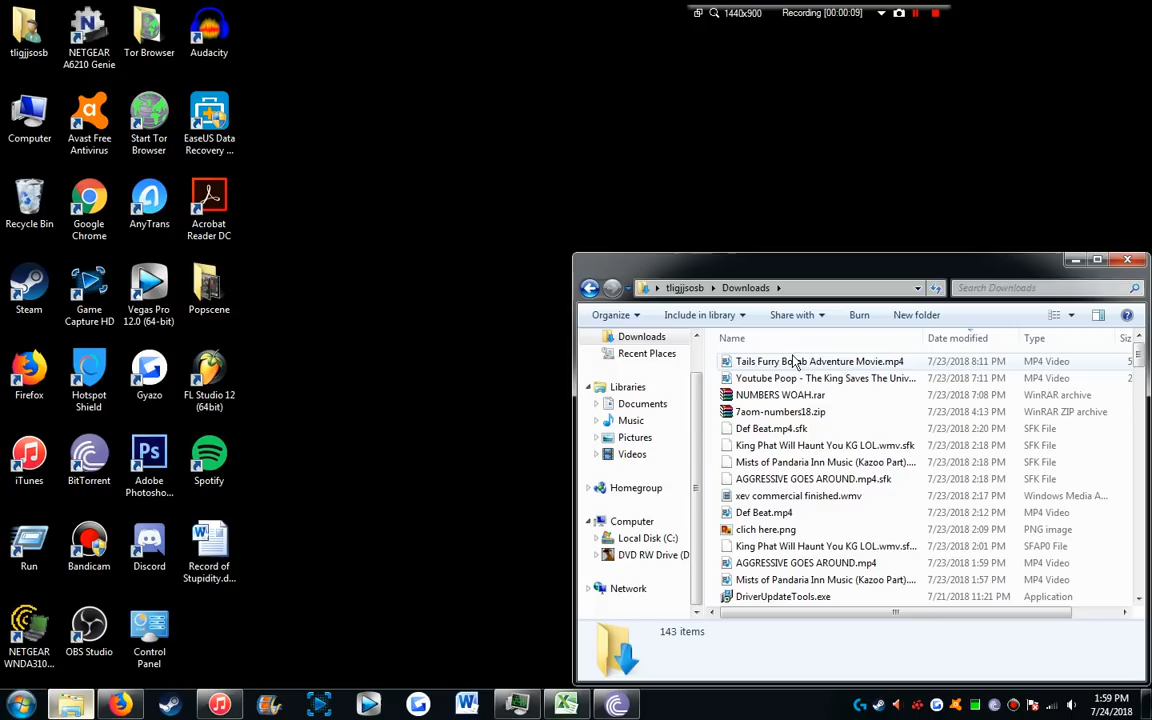 1440x900 Recording [00:00:09]
tligjjsosb
NETGEAR
A6210 Genie
Tor Browser
Audacity
Computer
Avast Free
Antivirus
Start Tor
Browser
EaseUS Data
Recovery ...
Recycle Bin
Google
Chrome
AnyTrans
Acrobat
Reader DC
Steam
Game
Capture HD
Vegas Pro
12.0 (64-bit)
Popscene
Firefox
Hotspot
Shield
Gyazo
FL Studio 12
(64bit)
iTunes
BitTorrent
Adobe
Photosho...
Spotify
Run
Bandicam
Discord
Record of
Stupidity.d...
NETGEAR
WNDA310...
OBS Studio
Control
Panel
tligjjsosb Downloads
Search Downloads
Organize Include in library Share with Burn New folder
Downloads
Recent Places
Libraries
Documents
Music
Pictures
Videos
Homegroup
Computer
Local Disk (C:)
DVD RW Drive (D
Network
Name Date modified Type Siz
Tails Furry Adventure Movie.mp4 7/23/2018 8:11 PM MP4 Video 5
Youtube Poop - The King Saves The Univ... 7/23/2018 7:11 PM MP4 Video 2
NUMBERS WOAH.rar 7/23/2018 7:08 PM WinRAR archive
7aom-numbers18.zip 7/23/2018 4:13 PM WinRAR ZIP archive
Def Beat.mp4.sfk 7/23/2018 2:20 PM SFK File
King Phat Will Haunt You KG LOL.wmv.sfk 7/23/2018 2:18 PM SFK File
Mists of Pandaria Inn Music (Kazoo Part).... 7/23/2018 2:18 PM SFK File
AGGRESSIVE GOES AROUND.mp4.sfk 7/23/2018 2:18 PM SFK File
xev commercial finished.wmv 7/23/2018 2:17 PM Windows Media A...
Def Beat.mp4 7/23/2018 2:12 PM MP4 Video
clich here.png 7/23/2018 2:09 PM PNG image
King Phat Will Haunt You KG LOL.wmv.sf... 7/23/2018 2:01 PM SFAP0 File
AGGRESSIVE GOES AROUND.mp4 7/23/2018 1:59 PM MP4 Video
Mists of Pandaria Inn Music (Kazoo Part).... 7/23/2018 1:57 PM MP4 Video
DriverUpdateTools.exe 7/21/2018 11:21 PM Application
143 items
1:59 PM
7/24/2018